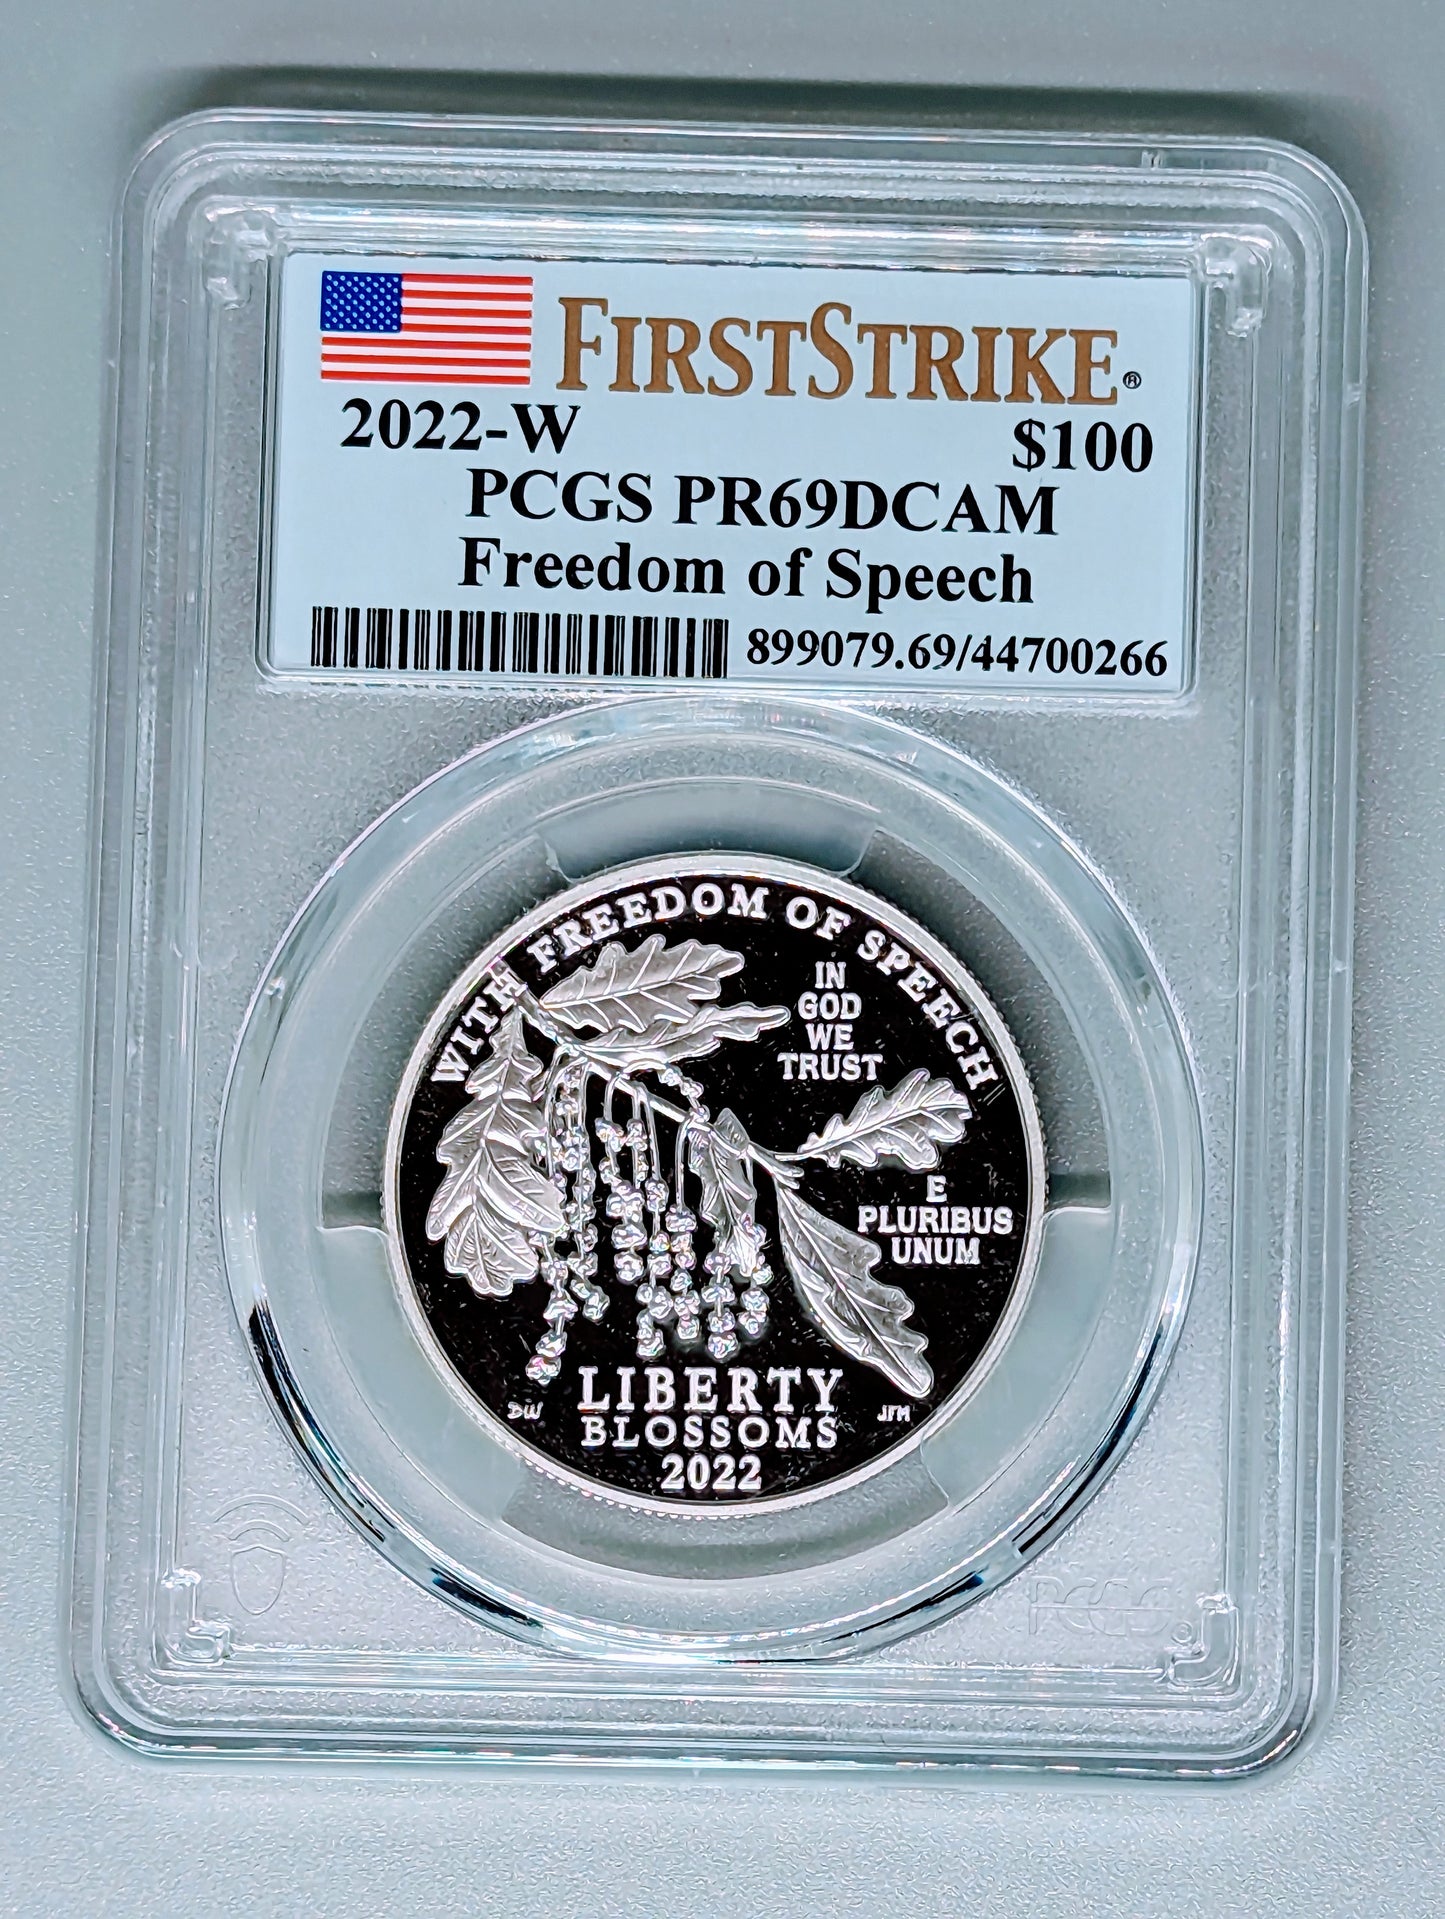 FIRSTSTRIKE®
2022-W $100
PCGS PR69DCAM
Freedom of Speech
899079.69/44700266
WITH FREEDOM OF SPEECH
IN
GOD
WE
TRUST
E
PLURIBUS
UNUM
LIBERTY
BLOSSOMS
2022
DW
JFM
PCGS